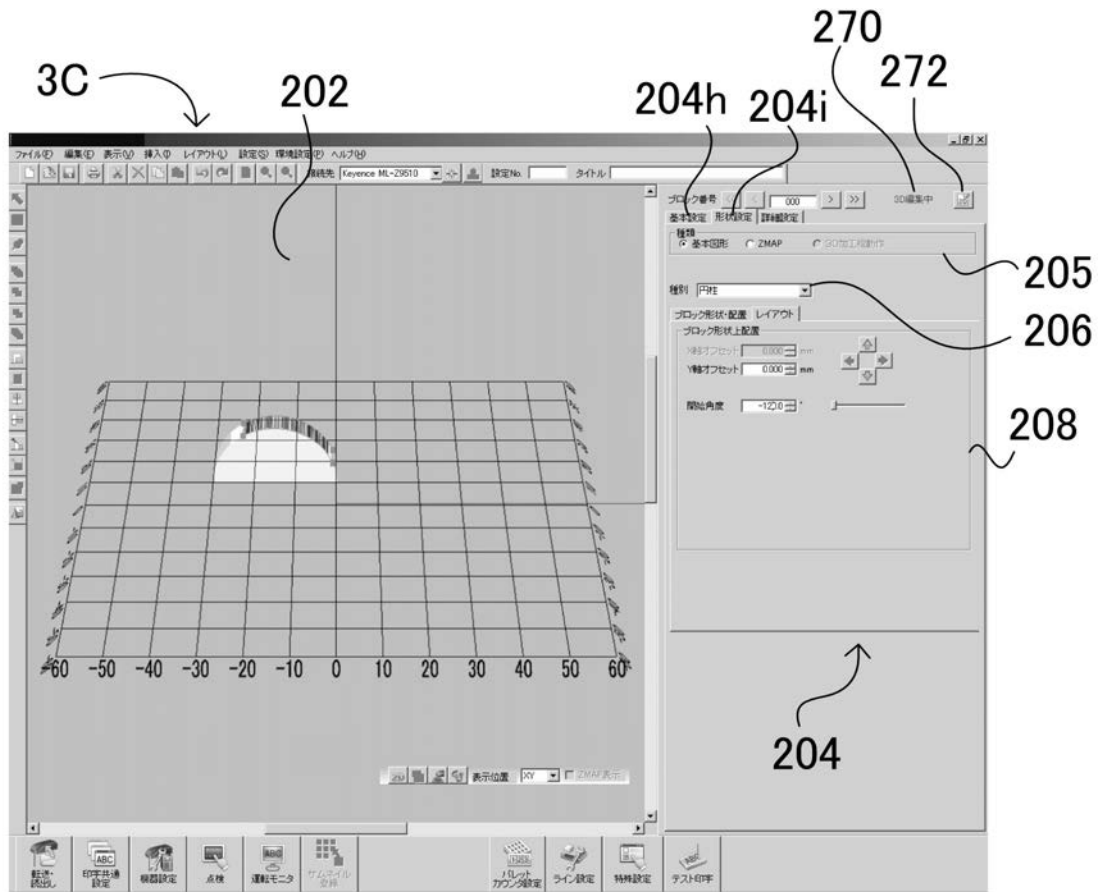 270
272
3C
202
204h
204i
ファイル(F) 編集(E) 表示(V) 挿入(I) レイアウト(L) 設定(S) 環境設定(P) ヘルプ(H)
接続先 Keyence ML-Z9510 設定No. タイトル
ブロック番号 000 3D編集中
基本設定 形状設定 詳細設定
種類
基本図形 ZMAP 3D加工機動作
205
種別 円柱
206
ブロック形状・配置 レイアウト
ブロック形状上配置
X軸オフセット 0.000 mm
Y軸オフセット 0.000 mm
開始角度 °
208
-60 -50 -40 -30 -20 -10 0 10 20 30 40 50 60
204
2D 表示位置 XY ZMAP表示
転送・読出し
印字共通設定
機器設定
点検
運転モニタ
サムネイル登録
パレットカウンタ設定
ライン設定
特殊設定
テスト印字